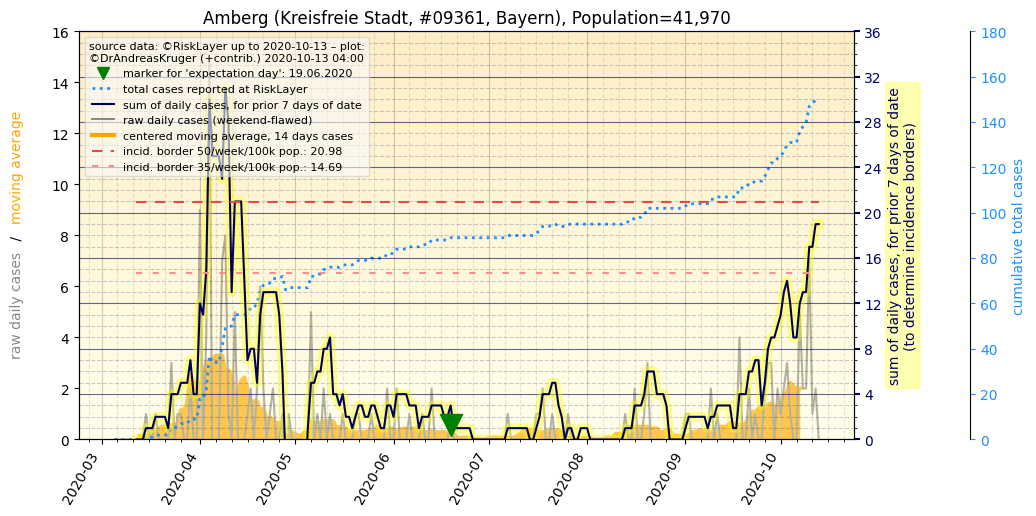 Amberg (Kreisfreie Stadt, #09361, Bayern), Population=41,970
source data: ©RiskLayer up to 2020-10-13 – plot:
©DrAndreasKruger (+contrib.) 2020-10-13 04:00
marker for 'expectation day': 19.06.2020
total cases reported at RiskLayer
sum of daily cases, for prior 7 days of date
raw daily cases (weekend-flawed)
centered moving average, 14 days cases
incid. border 50/week/100k pop.: 20.98
incid. border 35/week/100k pop.: 14.69
raw daily cases / moving average
16
14
12
10
8
6
4
2
0
36
32
28
24
20
16
12
8
4
0
sum of daily cases, for prior 7 days of date
(to determine, incidence borders)
180
160
140
120
100
80
60
40
20
0
cumulative total cases
2020-03
2020-04
2020-05
2020-06
2020-07
2020-08
2020-09
2020-10